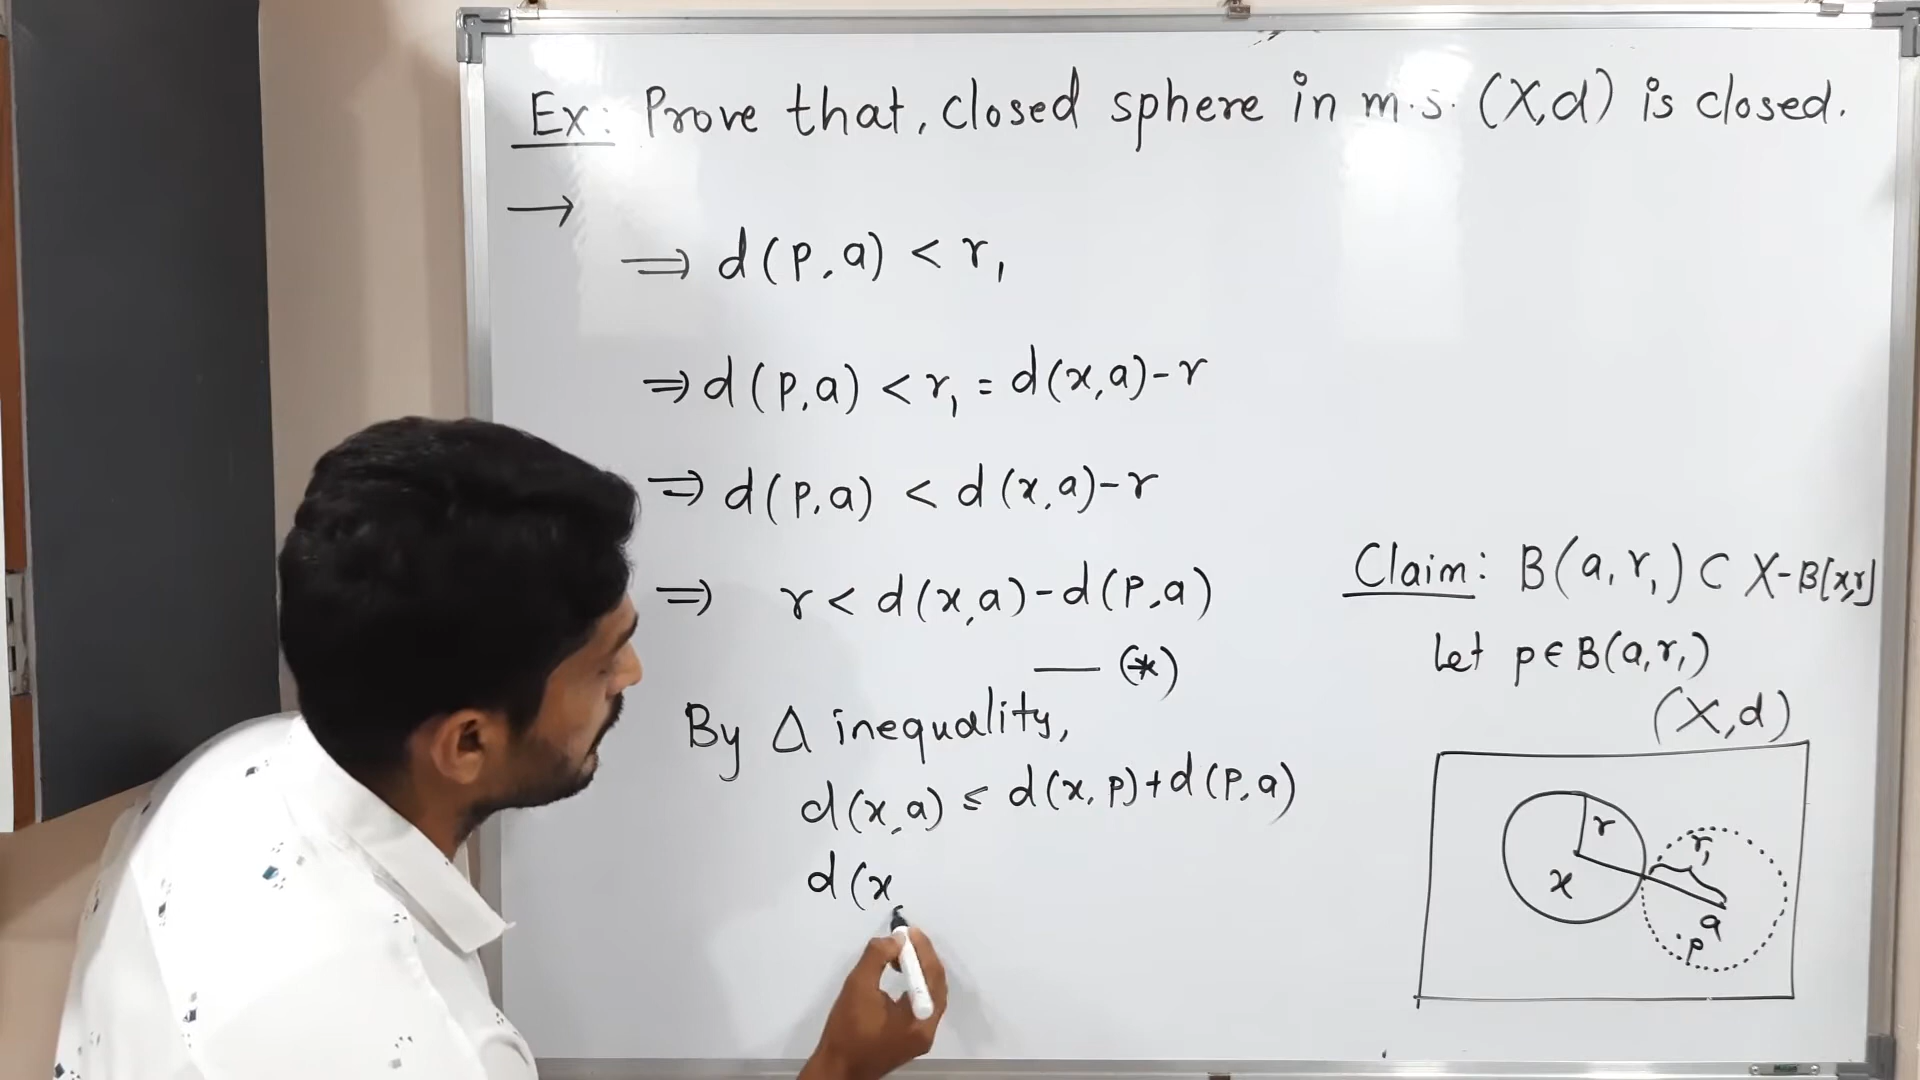 Ex: Prove that, closed sphere in m.s. (X,d) is closed.
→
⇒ d(p,a) < r₁
⇒ d(p,a) < r₁ = d(x,a)-r
⇒ d(p,a) < d(x,a)-r
⇒ r < d(x,a)-d(p,a)
— (*)
By Δ inequality,
d(x,a) ≤ d(x,p)+d(p,a)
d(x,
Claim: B(a,r₁) ⊂ X-B[x,r]
Let p∈B(a,r₁)
(X,d)
r
r₁
x
a
p